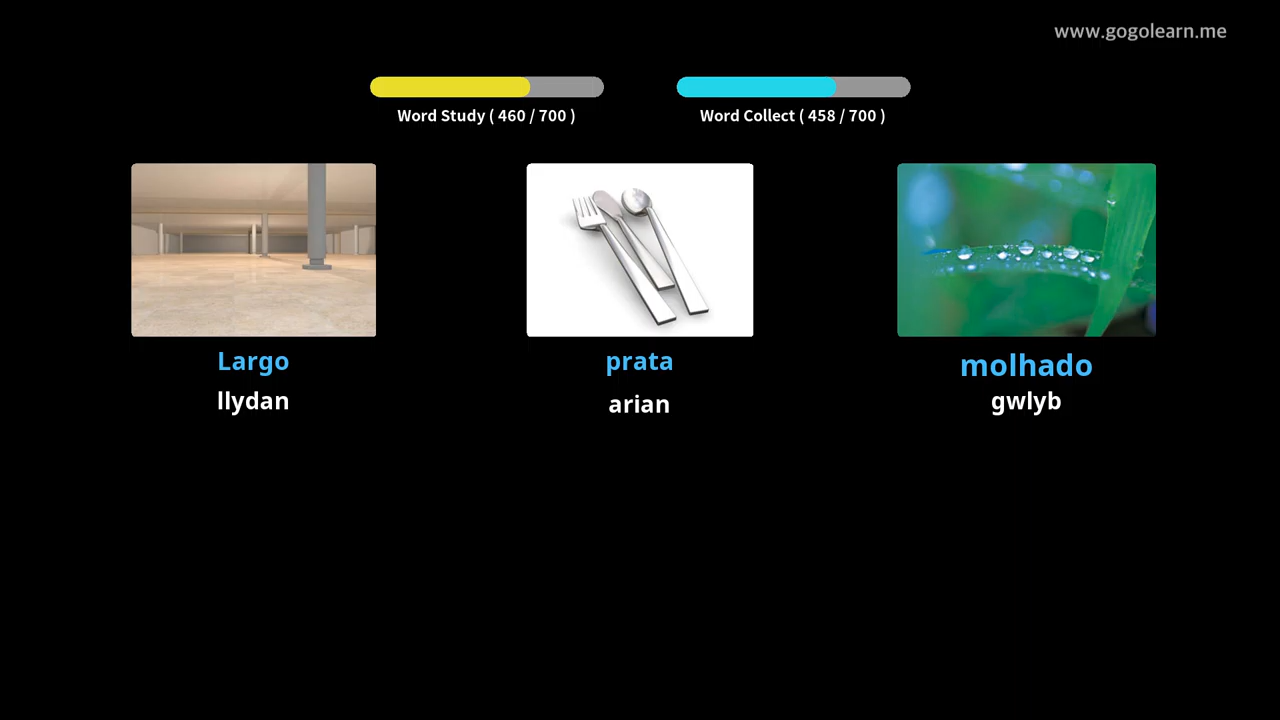 www.gogolearn.me
Word Study ( 460 / 700 )
Word Collect ( 458 / 700 )
Largo
llydan
prata
arian
molhado
gwlyb